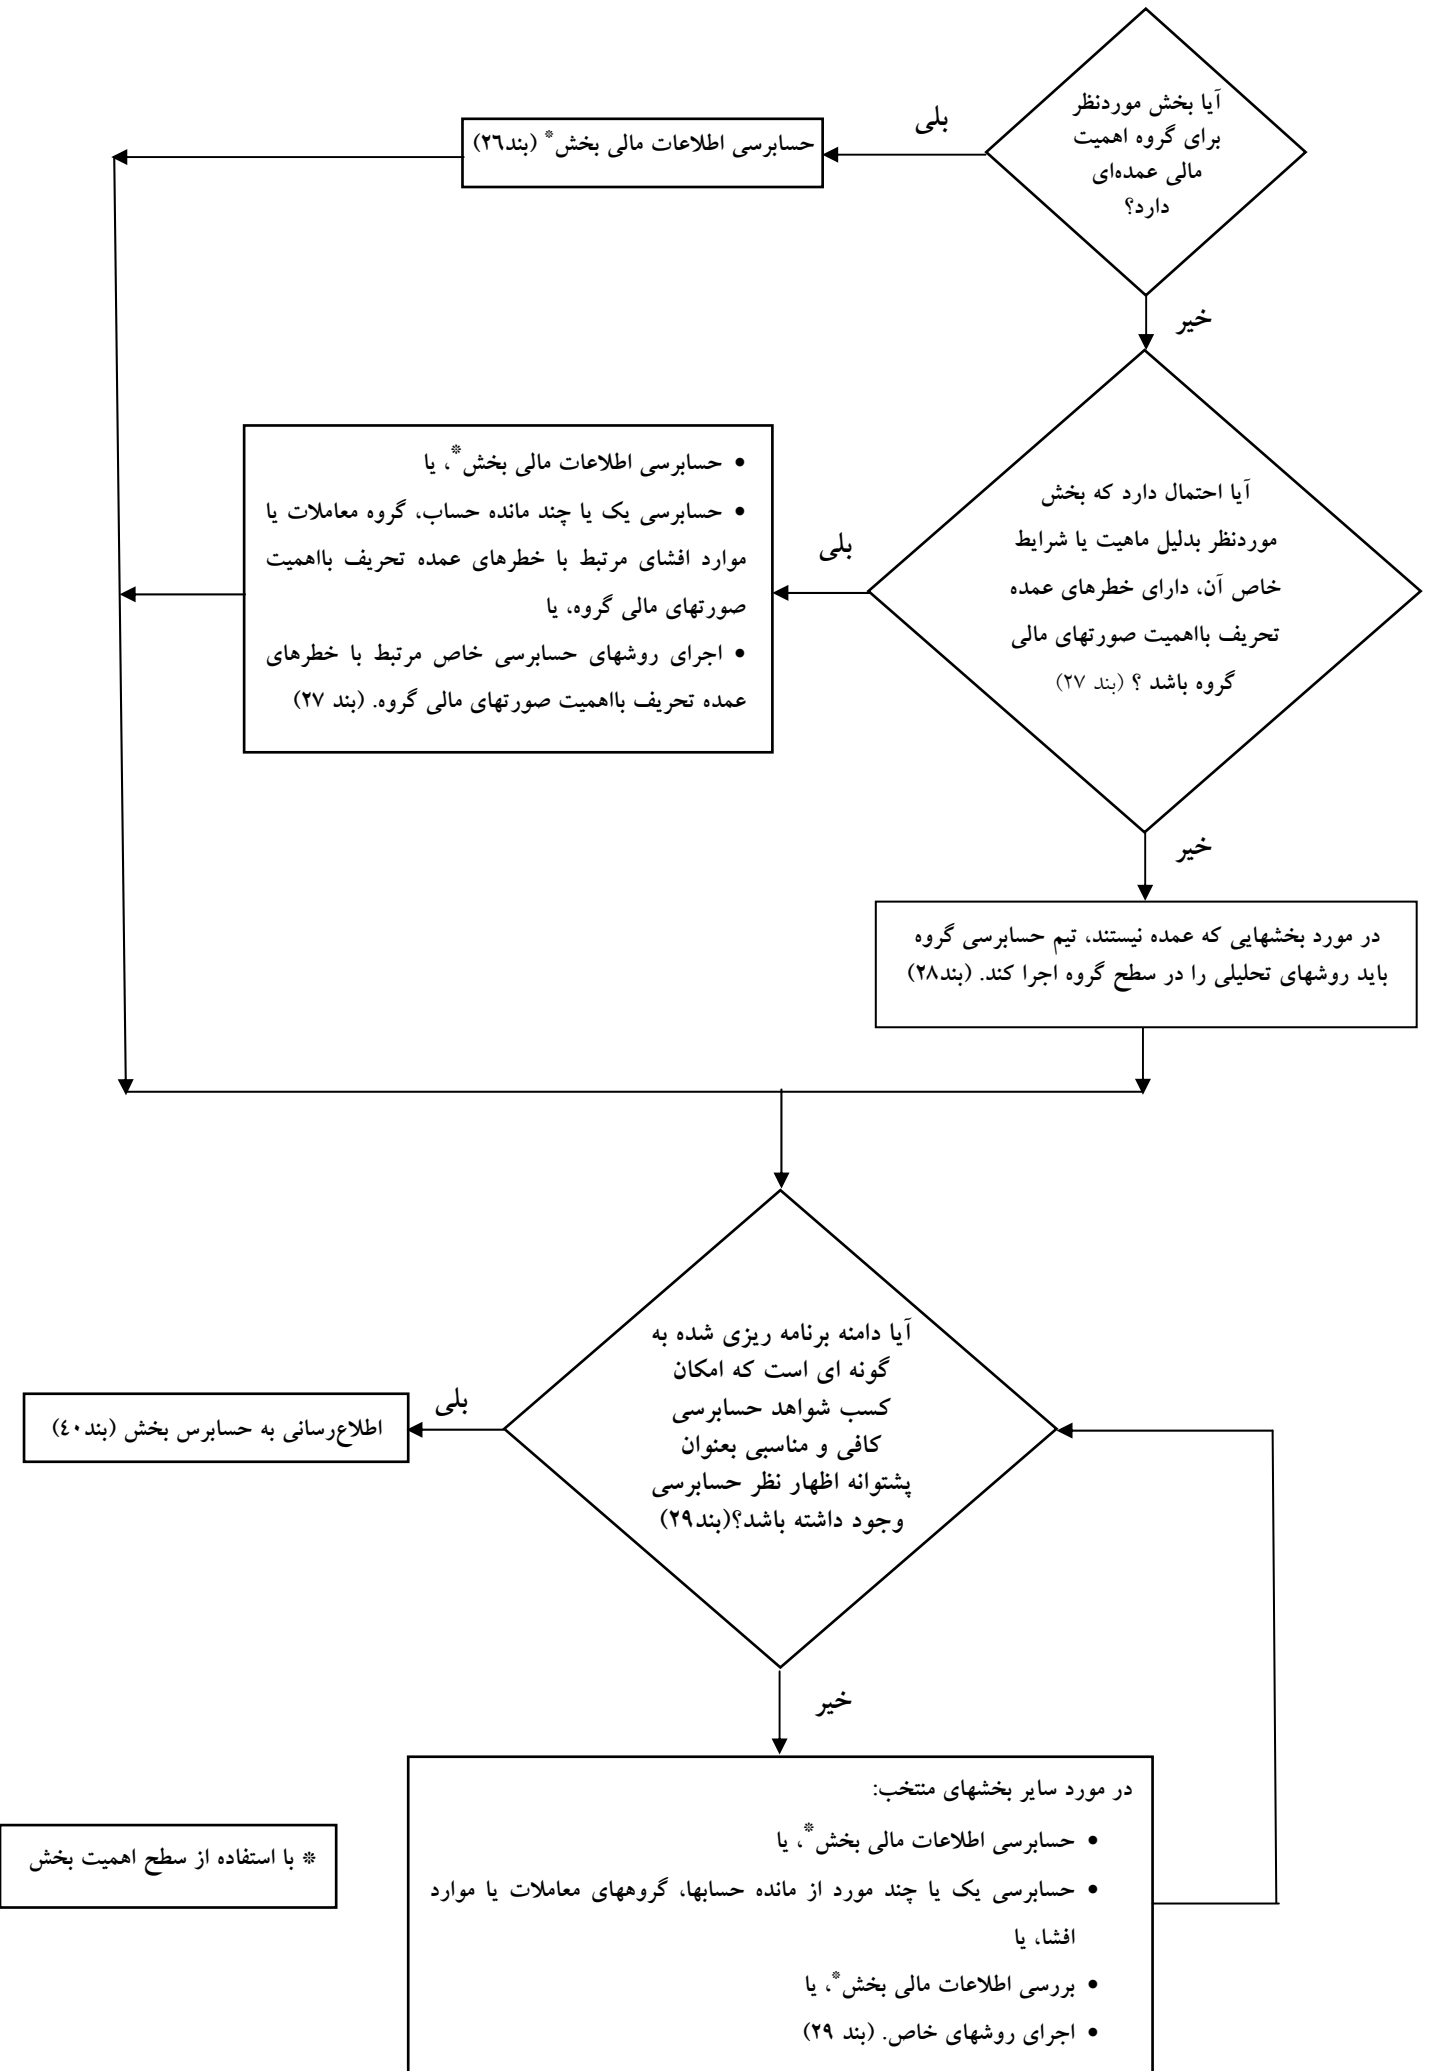 آیا بخش موردنظر
برای گروه اهمیت
مالی عمده‌ای
دارد؟
بلی
حسابرسی اطلاعات مالی بخش* (بند٢٦)
خیر
آیا احتمال دارد که بخش
موردنظر بدلیل ماهیت یا شرایط
خاص آن، دارای خطرهای عمده
تحریف بااهمیت صورتهای مالی
گروه باشد ؟ (بند ٢٧)
بلی
• حسابرسی اطلاعات مالی بخش*، یا
• حسابرسی یک یا چند مانده حساب، گروه معاملات یا
موارد افشای مرتبط با خطرهای عمده تحریف بااهمیت
صورتهای مالی گروه، یا
• اجرای روشهای حسابرسی خاص مرتبط با خطرهای
عمده تحریف بااهمیت صورتهای مالی گروه. (بند ٢٧)
خیر
در مورد بخشهایی که عمده نیستند، تیم حسابرسی گروه
باید روشهای تحلیلی را در سطح گروه اجرا کند. (بند٢٨)
آیا دامنه برنامه ریزی شده به
گونه ای است که امکان
کسب شواهد حسابرسی
کافی و مناسبی بعنوان
پشتوانه اظهار نظر حسابرسی
وجود داشته باشد؟(بند٢٩)
بلی
اطلاع‌رسانی به حسابرس بخش (بند٤٠)
خیر
در مورد سایر بخشهای منتخب:
• حسابرسی اطلاعات مالی بخش*، یا
• حسابرسی یک یا چند مورد از مانده حسابها، گروههای معاملات یا موارد
افشا، یا
• بررسی اطلاعات مالی بخش*، یا
• اجرای روشهای خاص. (بند ٢٩)
* با استفاده از سطح اهمیت بخش